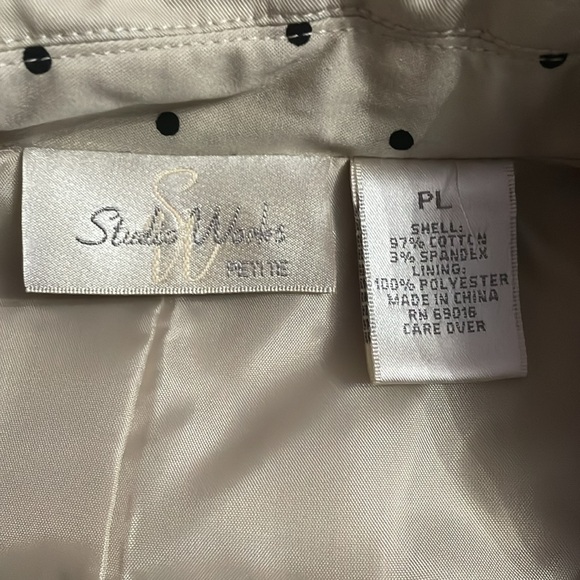 SW
Studio Works
PETITE
PL
SHELL:
97% COTTON
3% SPANDEX
LINING:
100% POLYESTER
MADE IN CHINA
RN 69016
CARE OVER